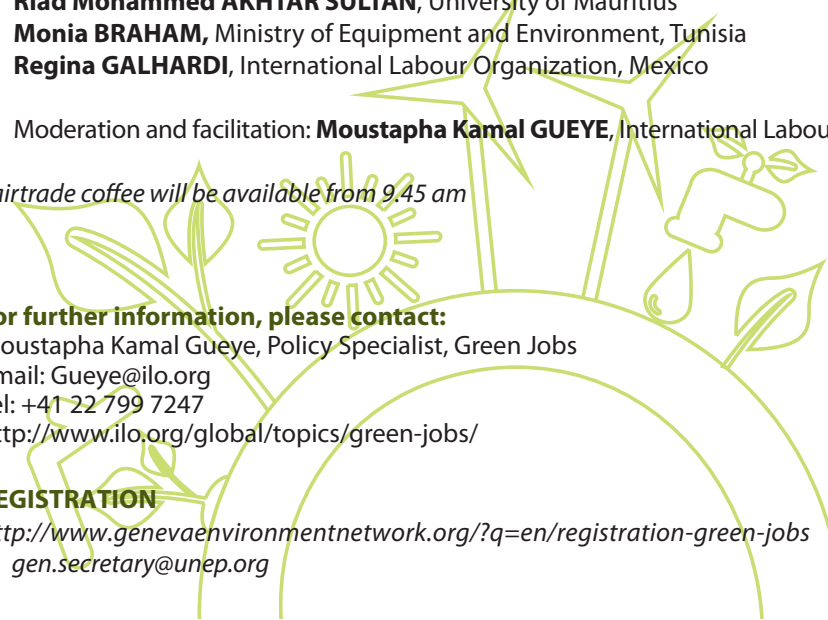 Riad Mohammed AKHTAR SULTAN, University of Mauritius
Monia BRAHAM, Ministry of Equipment and Environment, Tunisia
Regina GALHARDI, International Labour Organization, Mexico
Moderation and facilitation: Moustapha Kamal GUEYE, International Labou
airtrade coffee will be available from 9.45 am
or further information, please contact:
oustapha Kamal Gueye, Policy Specialist, Green Jobs
mail: Gueye@ilo.org
el: +41 22 799 7247
ttp://www.ilo.org/global/topics/green-jobs/
EGISTRATION
ttp://www.genevaenvironmentnetwork.org/?q=en/registration-green-jobs
gen.secretary@unep.org